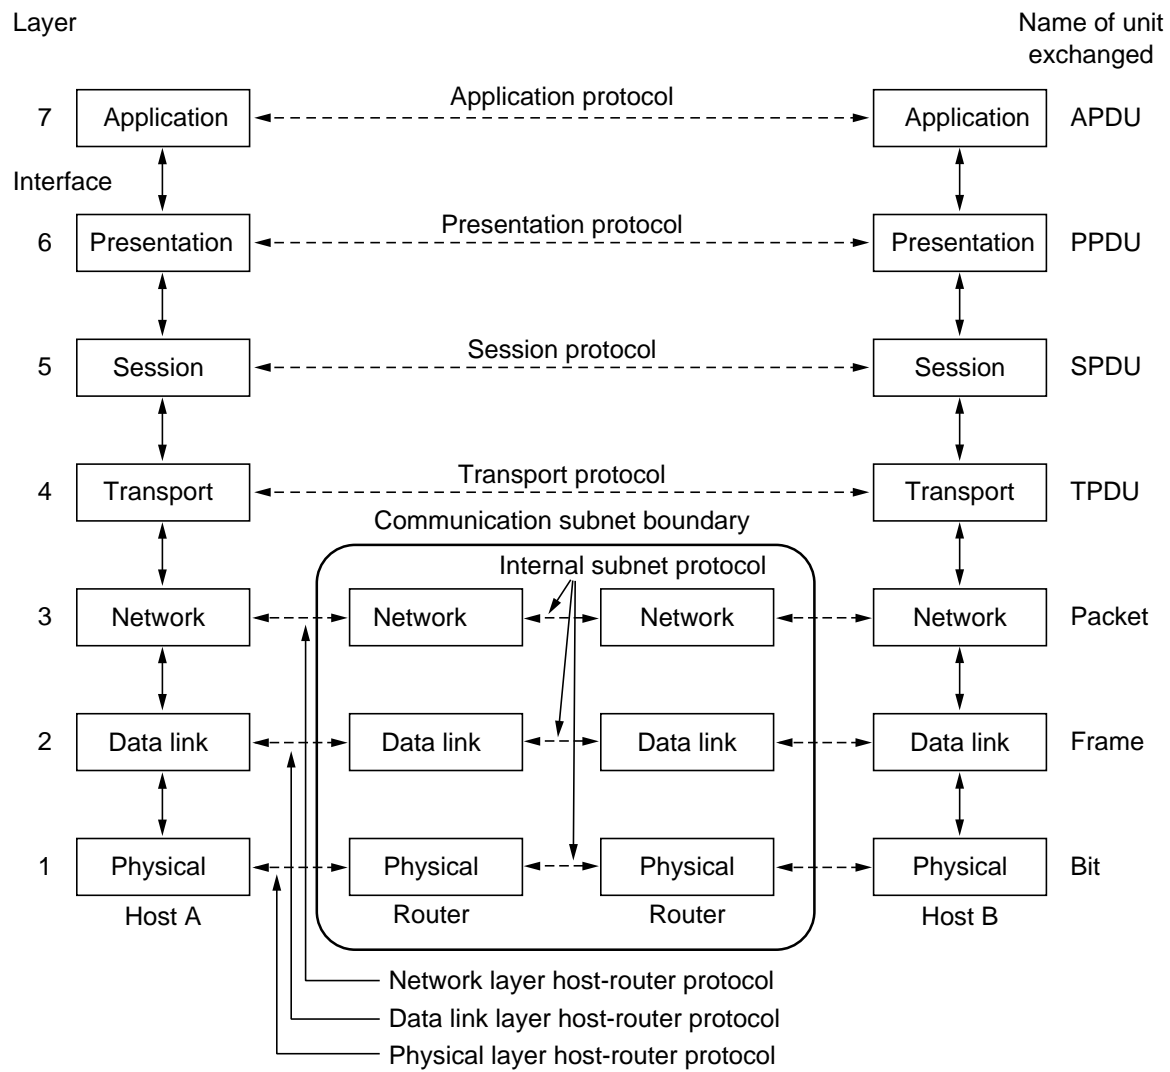 Layer
Name of unit
exchanged
Application protocol
7 Application Application APDU
Interface
Presentation protocol
6 Presentation Presentation PPDU
Session protocol
5 Session Session SPDU
Transport protocol
4 Transport Transport TPDU
Communication subnet boundary
Internal subnet protocol
3 Network Network Network Network Packet
2 Data link Data link Data link Data link Frame
1 Physical Physical Physical Physical Bit
Host A Router Router Host B
Network layer host-router protocol
Data link layer host-router protocol
Physical layer host-router protocol